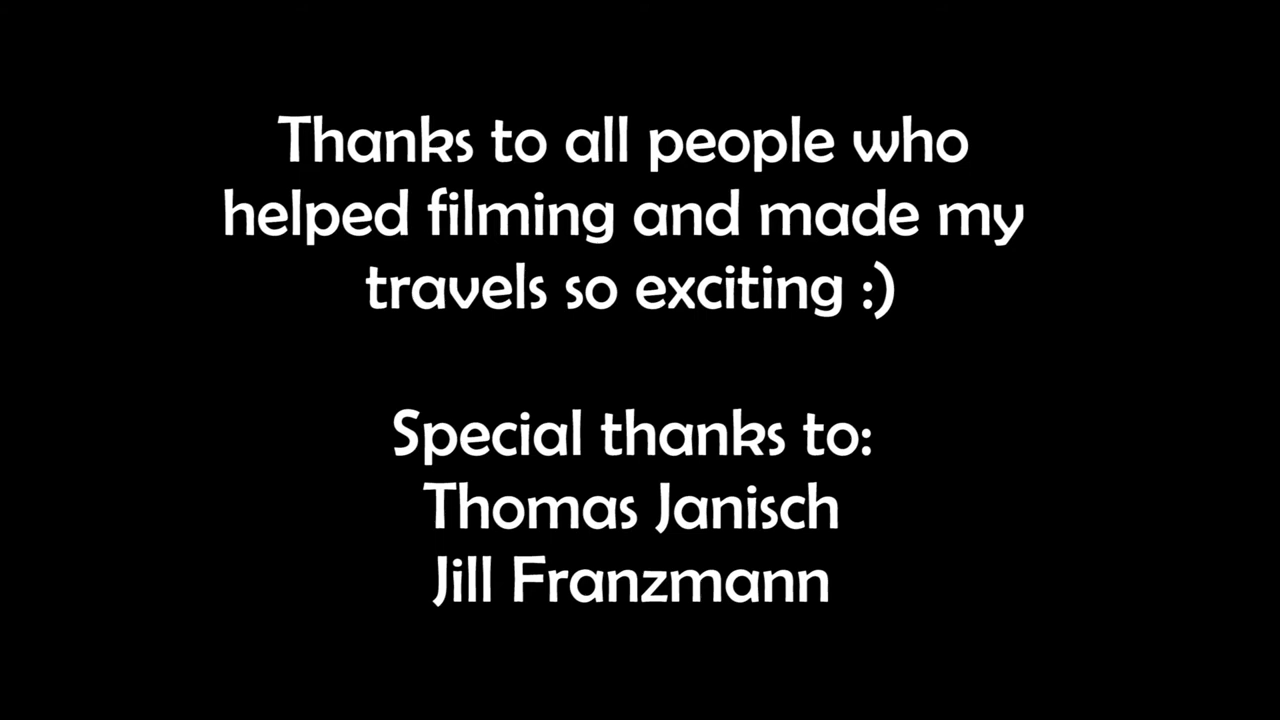 Thanks to all people who
helped filming and made my
travels so exciting :)
Special thanks to:
Thomas Janisch
Jill Franzmann